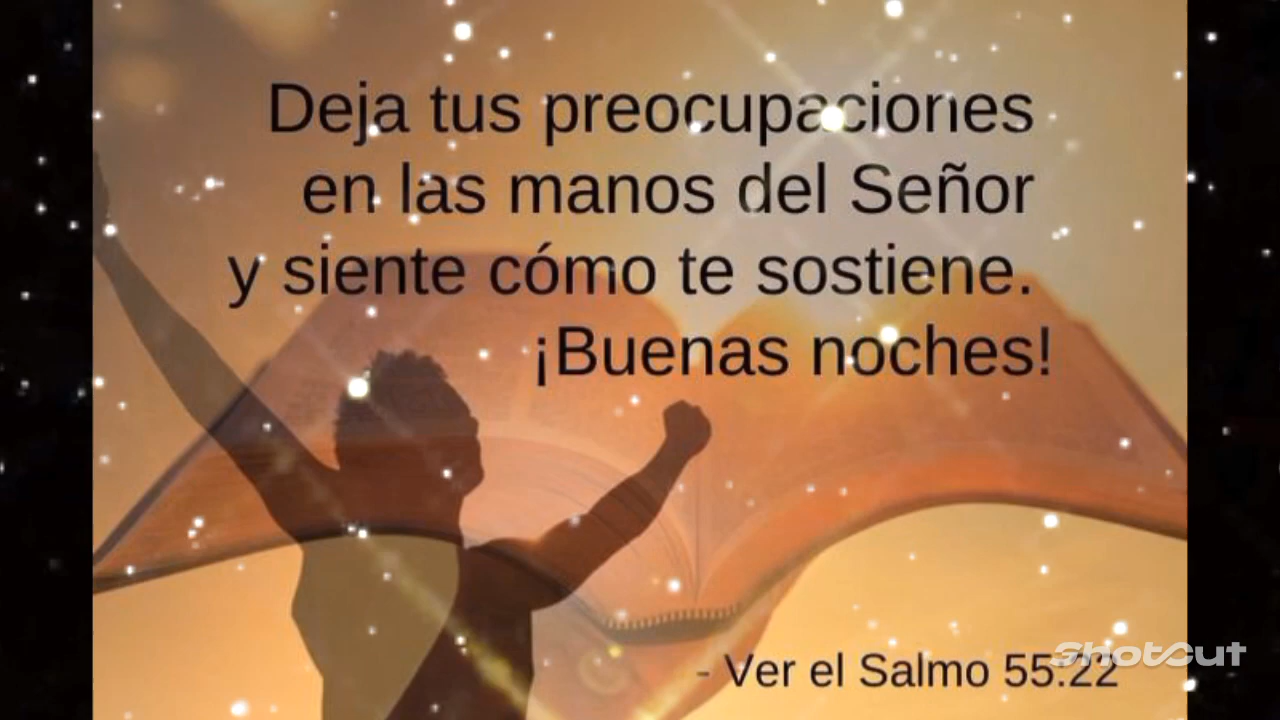 Deja tus preocupaciones
en las manos del Señor
y siente cómo te sostiene.
¡Buenas noches!
- Ver el Salmo 55:22
Shotcut